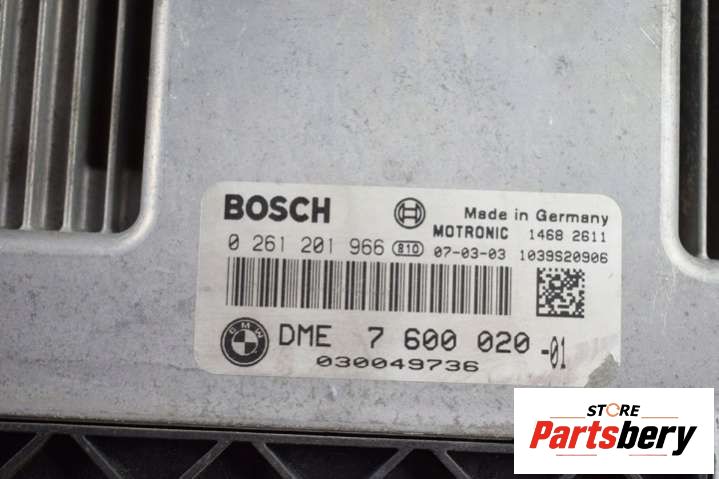 BOSCH
Made in Germany
MOTRONIC 1468 2611
0 261 201 966 810 07-03-03 1039S20906
BMW
DME 7 600 020 -01
030049736
STORE
Partsbery